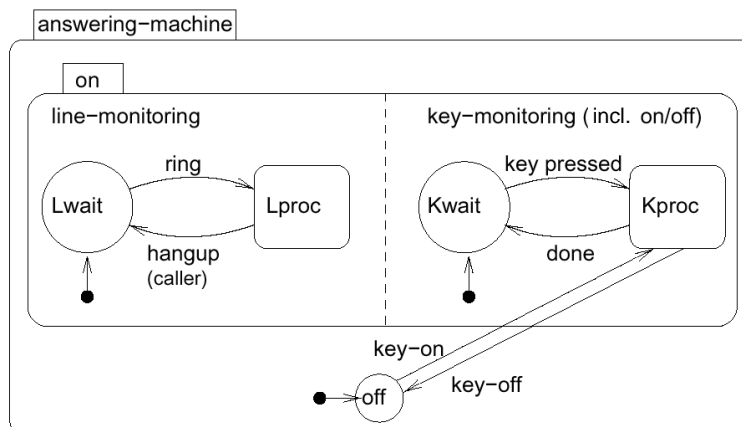 answering-machine
on
line-monitoring
key-monitoring (incl. on/off)
ring
key pressed
Lwait
Lproc
Kwait
Kproc
hangup
(caller)
done
key-on
key-off
off